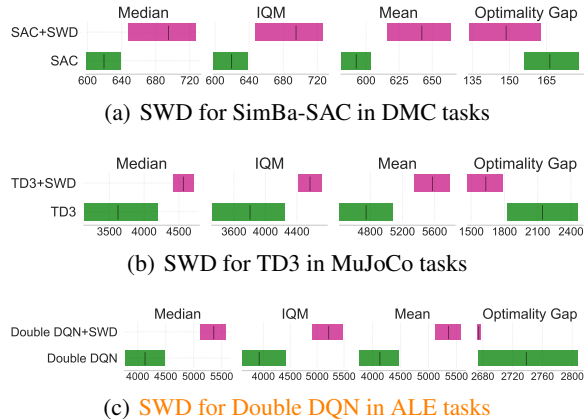 Median IQM Mean Optimality Gap
SAC+SWD
SAC
600 640 680 720 600 640 680 720 600 650 135 150 165
(a) SWD for SimBa-SAC in DMC tasks
Median IQM Mean Optimality Gap
TD3+SWD
TD3
3500 4000 4500 3600 4000 4400 4800 5200 5600 1500 1800 2100 2400
(b) SWD for TD3 in MuJoCo tasks
Median IQM Mean Optimality Gap
Double DQN+SWD
Double DQN
4000 4500 5000 5500 4000 4500 5000 5500 4000 4500 5000 5500 2680 2720 2760 2800
(c) SWD for Double DQN in ALE tasks